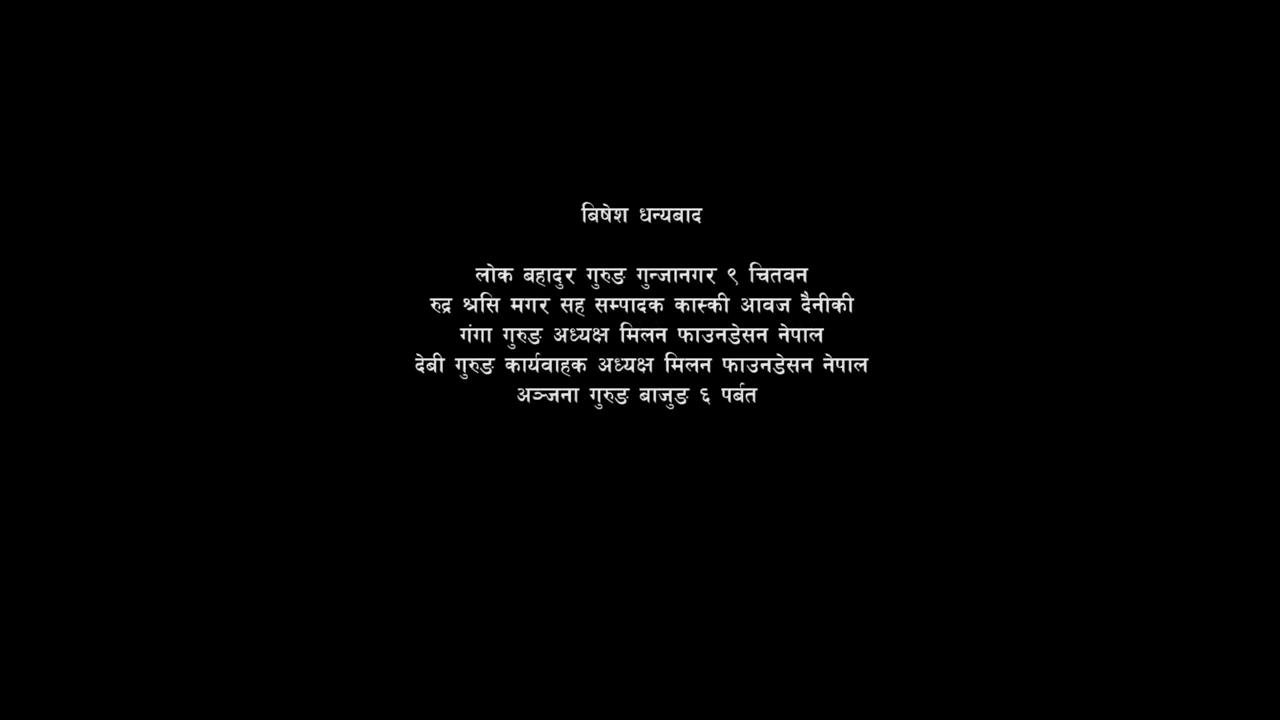 बिषेश धन्यबाद
लोक बहादुर गुरुङ गुन्जानगर ९ चितवन
रुद्र श्रसि मगर सह सम्पादक कास्की आवज दैनीकी
गंगा गुरुङ अध्यक्ष मिलन फाउनडेसन नेपाल
देबी गुरुङ कार्यवाहक अध्यक्ष मिलन फाउनडेसन नेपाल
अञ्जना गुरुङ बाजुङ ६ पर्बत